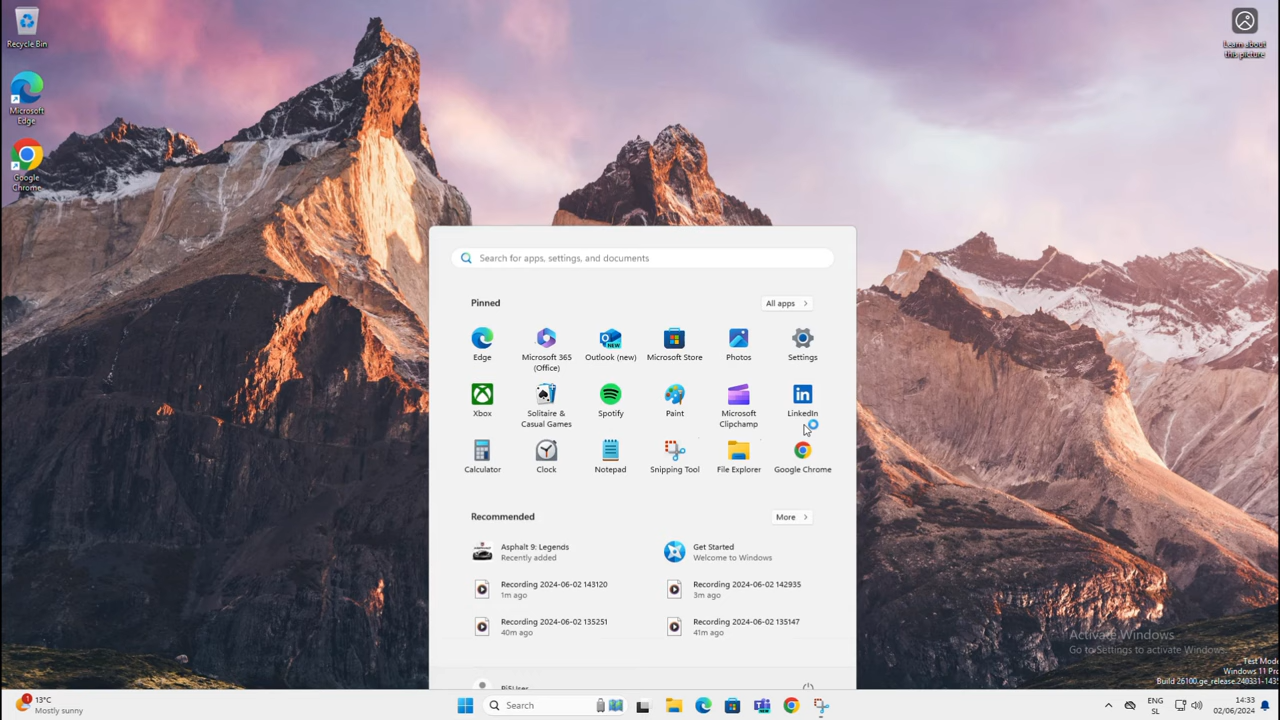 Recycle Bin
Learn about
this picture
Microsoft
Edge
Google
Chrome
Search for apps, settings, and documents
Pinned
All apps
Edge
Microsoft 365
(Office)
Outlook (new)
Microsoft Store
Photos
Settings
Xbox
Solitaire &
Casual Games
Spotify
Paint
Microsoft
Clipchamp
LinkedIn
Calculator
Clock
Notepad
Snipping Tool
File Explorer
Google Chrome
Recommended
More
Asphalt 9: Legends
Recently added
Get Started
Welcome to Windows
Recording 2024-06-02 143120
1m ago
Recording 2024-06-02 142935
3m ago
Recording 2024-06-02 135251
40m ago
Recording 2024-06-02 135147
41m ago
Activate Windows
Go to Settings to activate Windows.
Test Mode
Windows 11 Pro
Build 26100.ge_release.240331-1435
13°C
Mostly sunny
Search
ENG
SL
14:33
02/06/2024